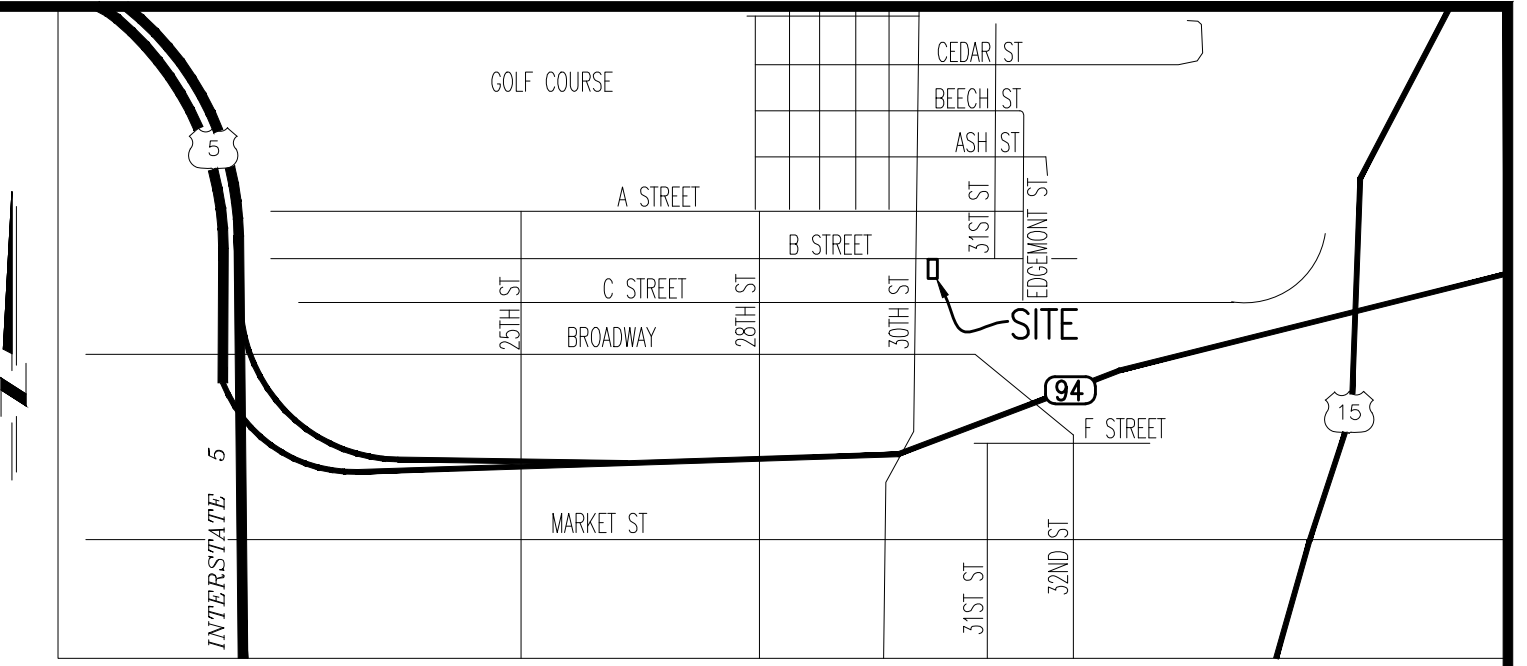 CEDAR ST
GOLF COURSE
BEECH ST
5
ASH ST
A STREET
31ST ST
EDGEMONT ST
B STREET
25TH ST
C STREET
28TH ST
30TH ST
SITE
BROADWAY
94
15
F STREET
INTERSTATE 5
MARKET ST
31ST ST
32ND ST
Z